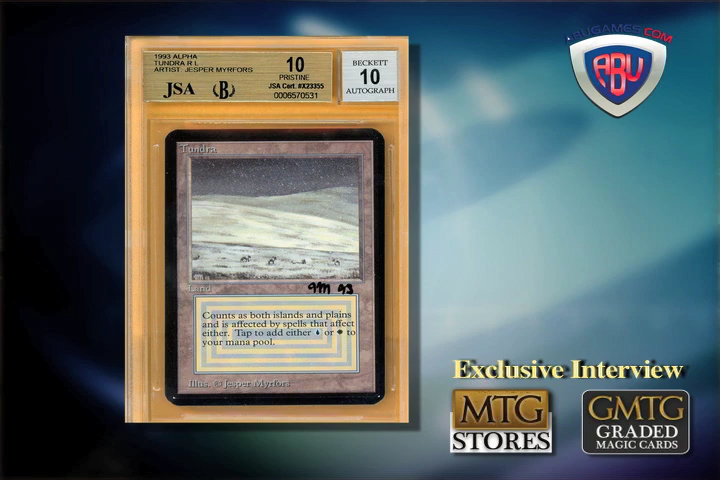 ABUGAMES.COM
ABU
1993 ALPHA
TUNDRA R L
ARTIST: JESPER MYRFORS
JSA B
10
PRISTINE
JSA Cert. #X23355
0006570531
BECKETT
10
AUTOGRAPH
Tundra
Land
JM 93
Counts as both islands and plains
and is affected by spells that affect
either. Tap to add either or to
your mana pool.
Illus. © Jesper Myrfors
Exclusive Interview
MTG
STORES
GMTG
GRADED
MAGIC CARDS